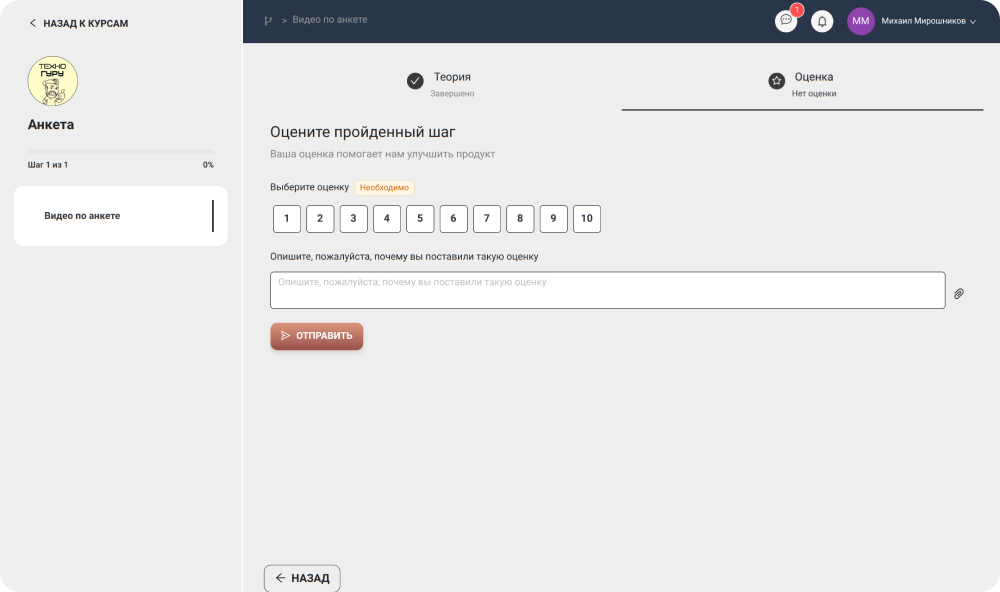 НАЗАД К КУРСАМ
ТЕХНО
ГУРУ
Анкета
Шаг 1 из 1
0%
Видео по анкете
> Видео по анкете
1
ММ
Михаил Мирошников
Теория
Завершено
Оценка
Нет оценки
Оцените пройденный шаг
Ваша оценка помогает нам улучшить продукт
Выберите оценку Необходимо
1 2 3 4 5 6 7 8 9 10
Опишите, пожалуйста, почему вы поставили такую оценку
Опишите, пожалуйста, почему вы поставили такую оценку
ОТПРАВИТЬ
НАЗАД